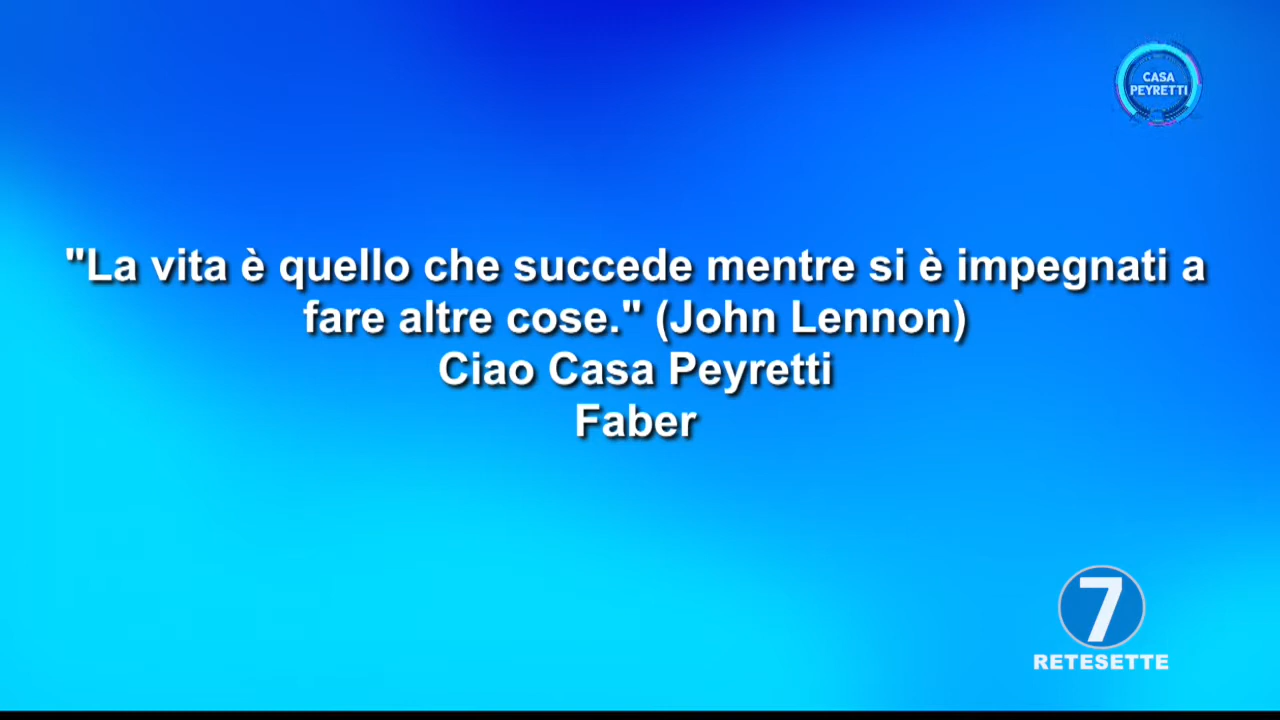 CASA
PEYRETTI
"La vita è quello che succede mentre si è impegnati a
fare altre cose." (John Lennon)
Ciao Casa Peyretti
Faber
7
RETESETTE